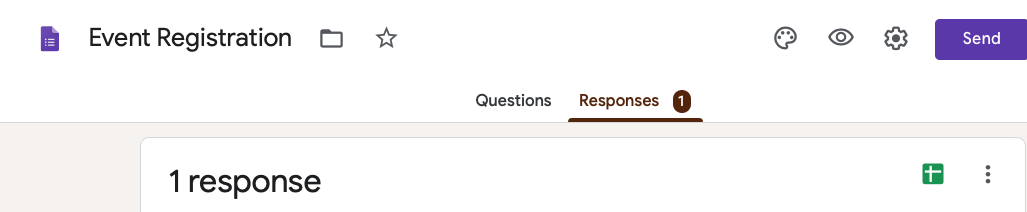 Event Registration
Send
Questions
Responses 1
1 response